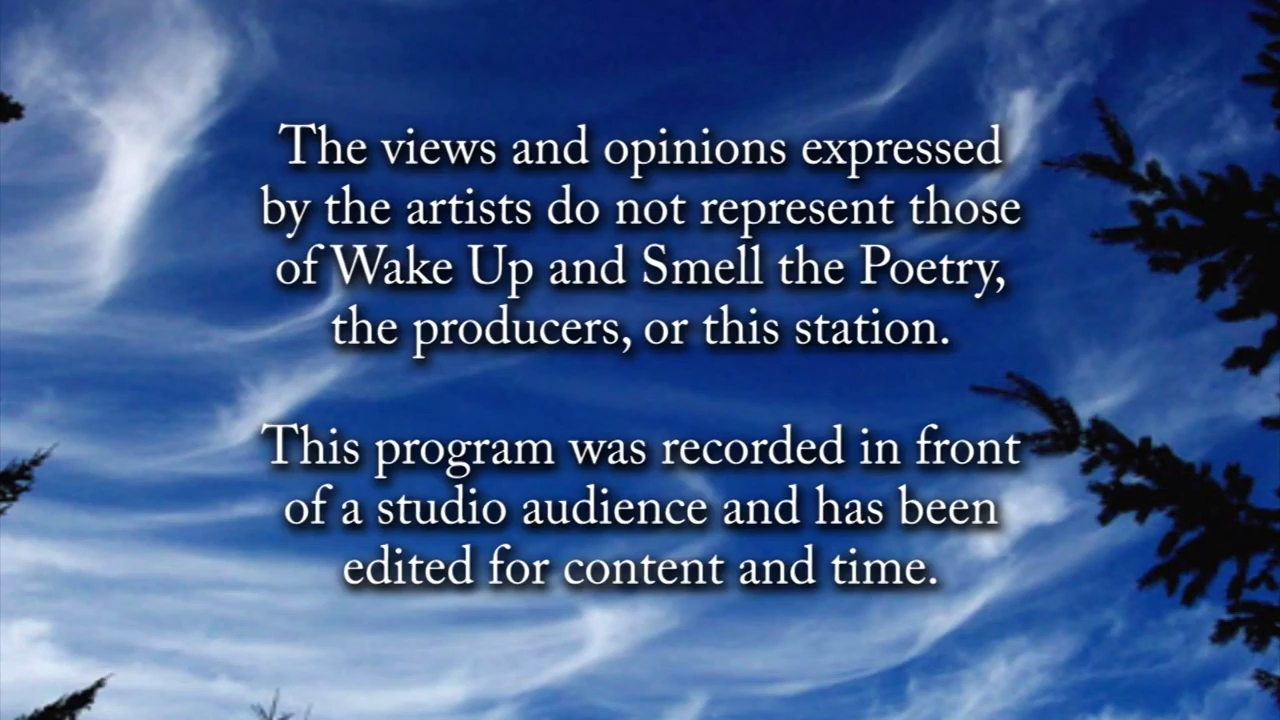 The views and opinions expressed
by the artists do not represent those
of Wake Up and Smell the Poetry,
the producers, or this station.
This program was recorded in front
of a studio audience and has been
edited for content and time.